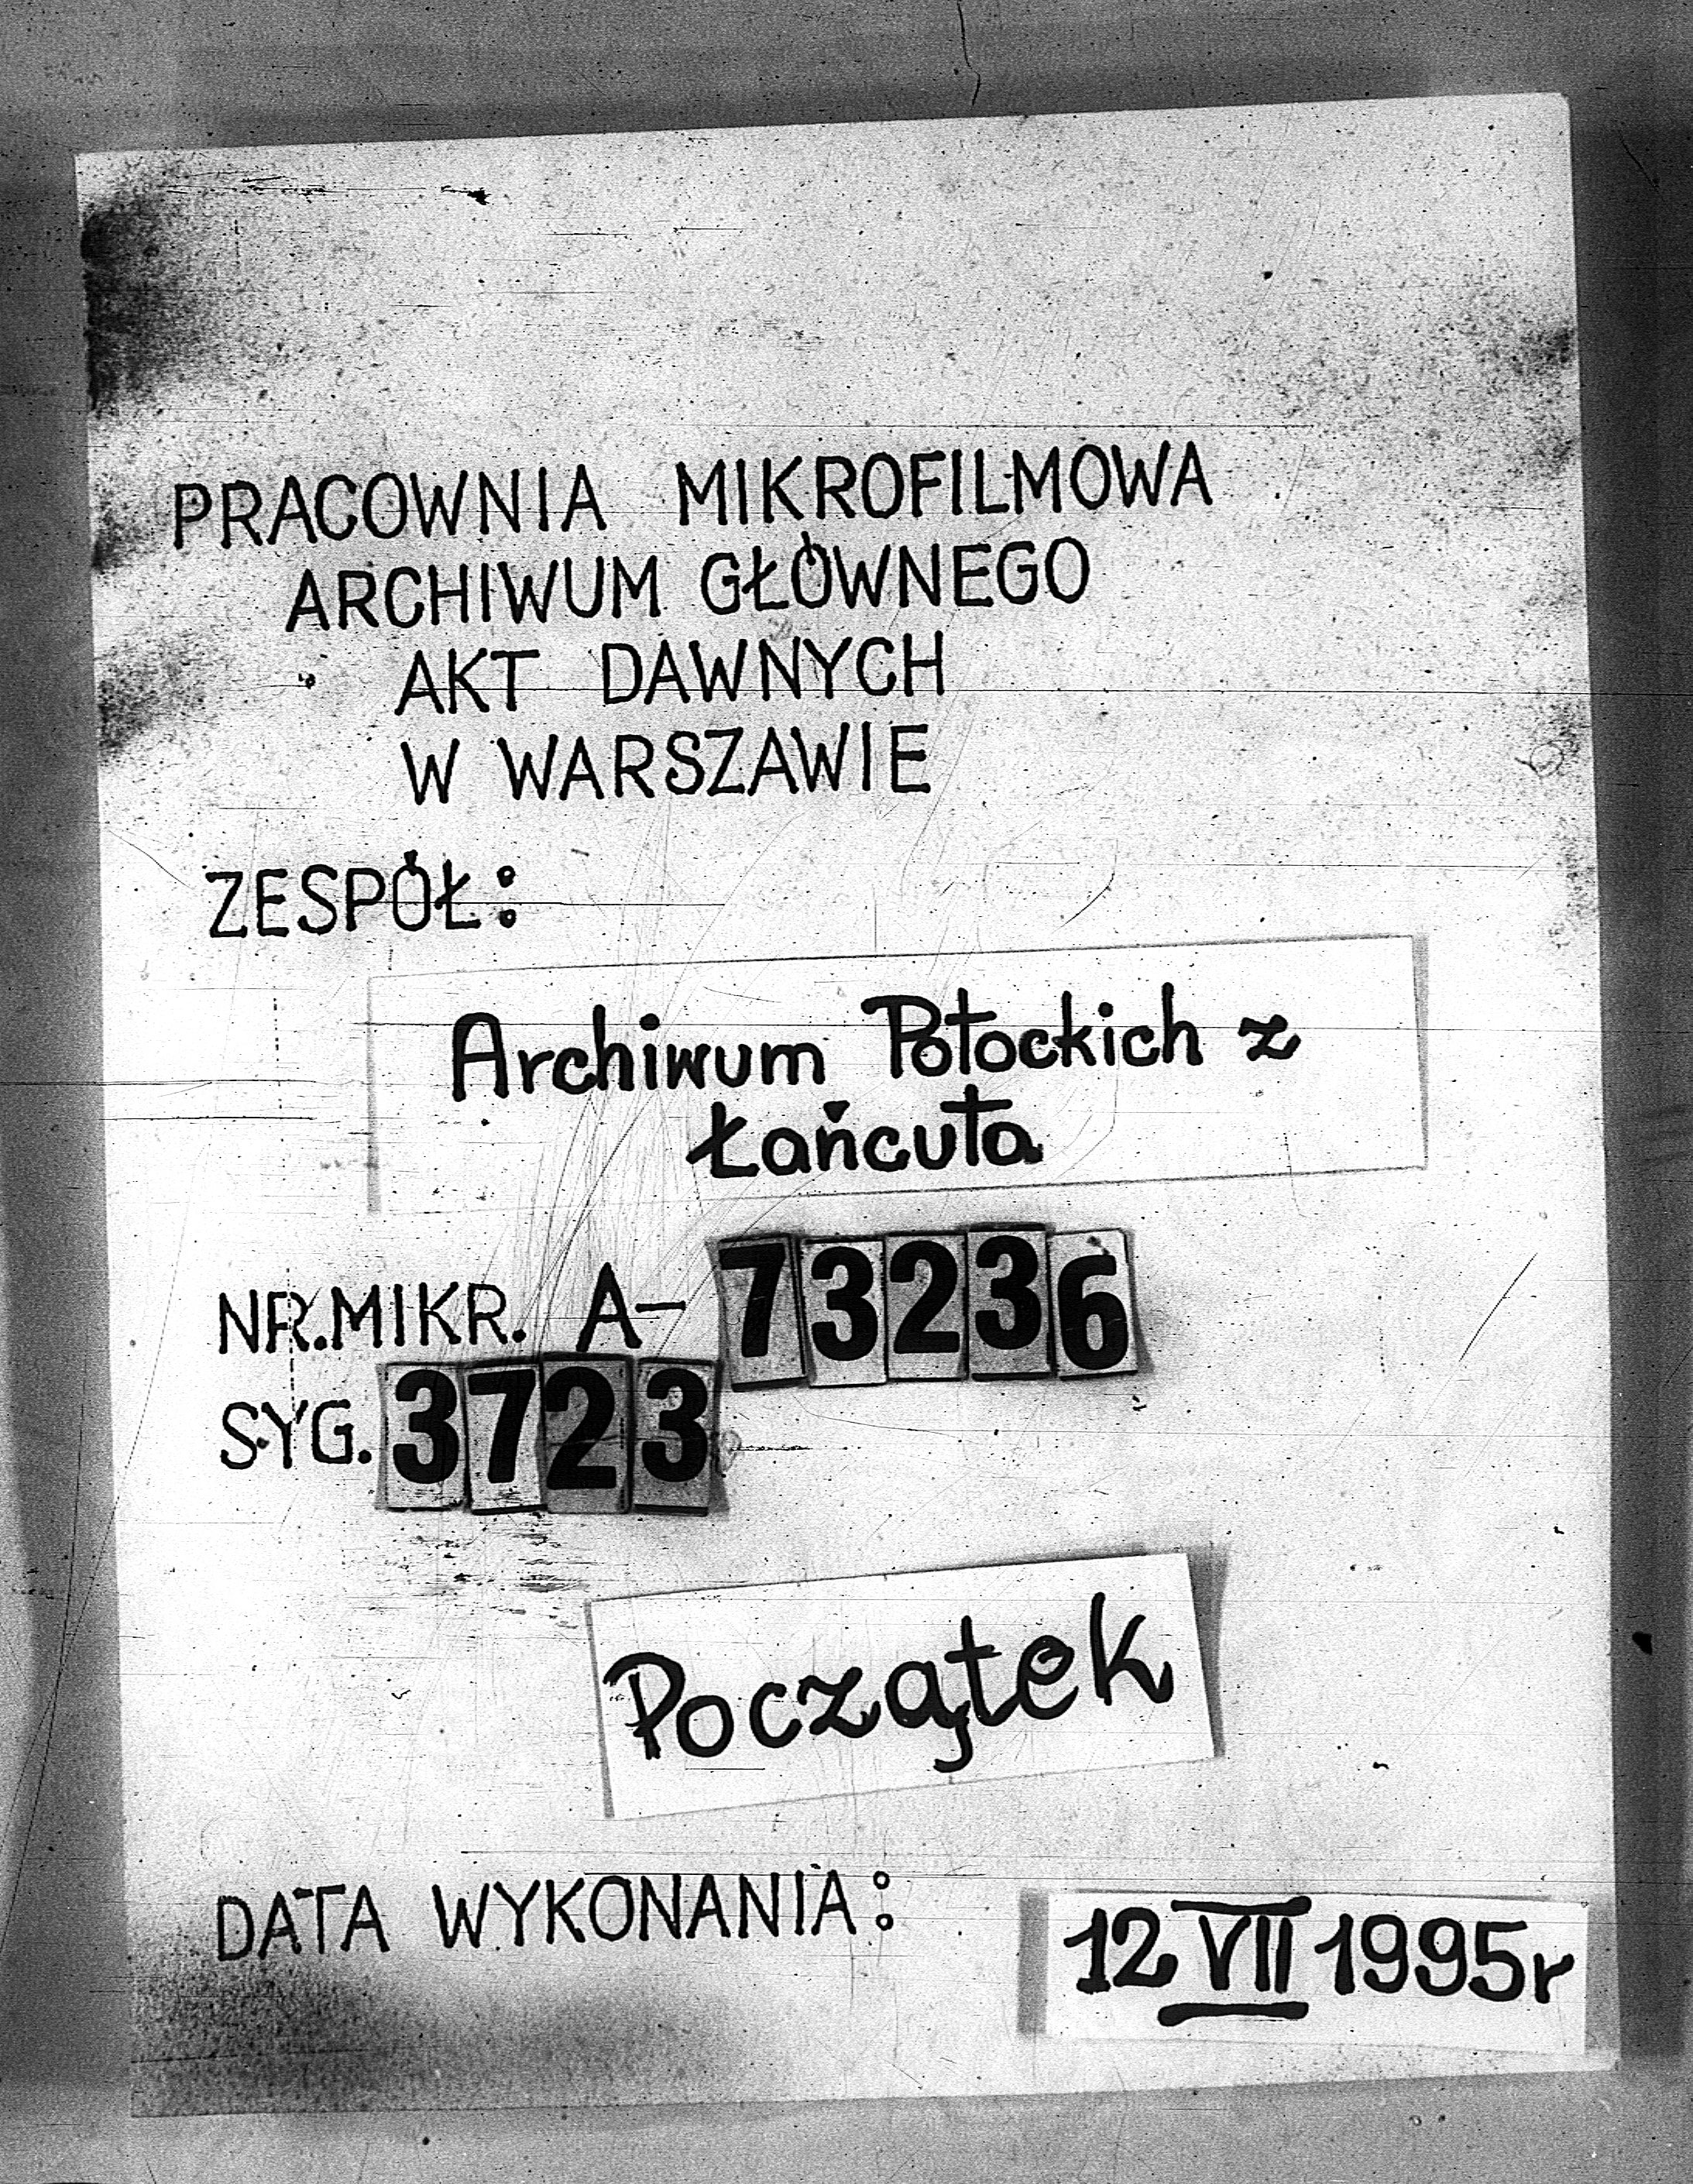 PRACOWNIA MIKROFILMOWA
ARCHIWUM GŁÓWNEGO
AKT DAWNYCH
W WARSZAWIE
ZESPÓŁ:
Archiwum Potockich z
Łańcuta
NR.MIKR. A- 73236
SYG. 3723
Początek
DATA WYKONANIA: 12 VII 1995r